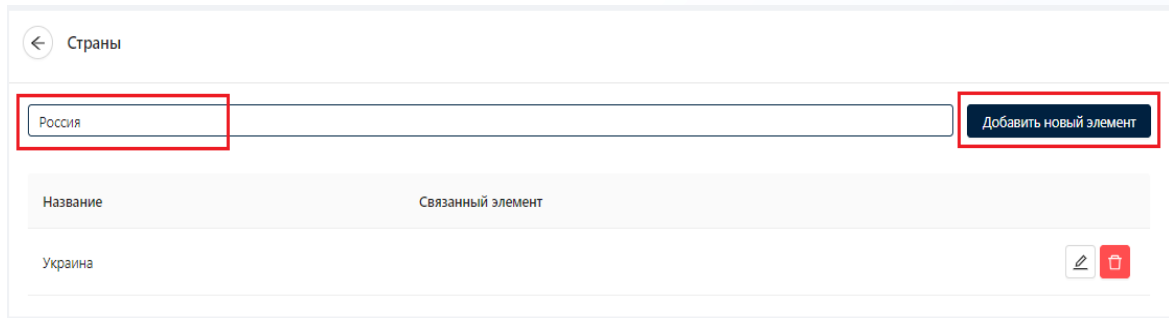 Страны
Россия
Добавить новый элемент
Название Связанный элемент
Украина